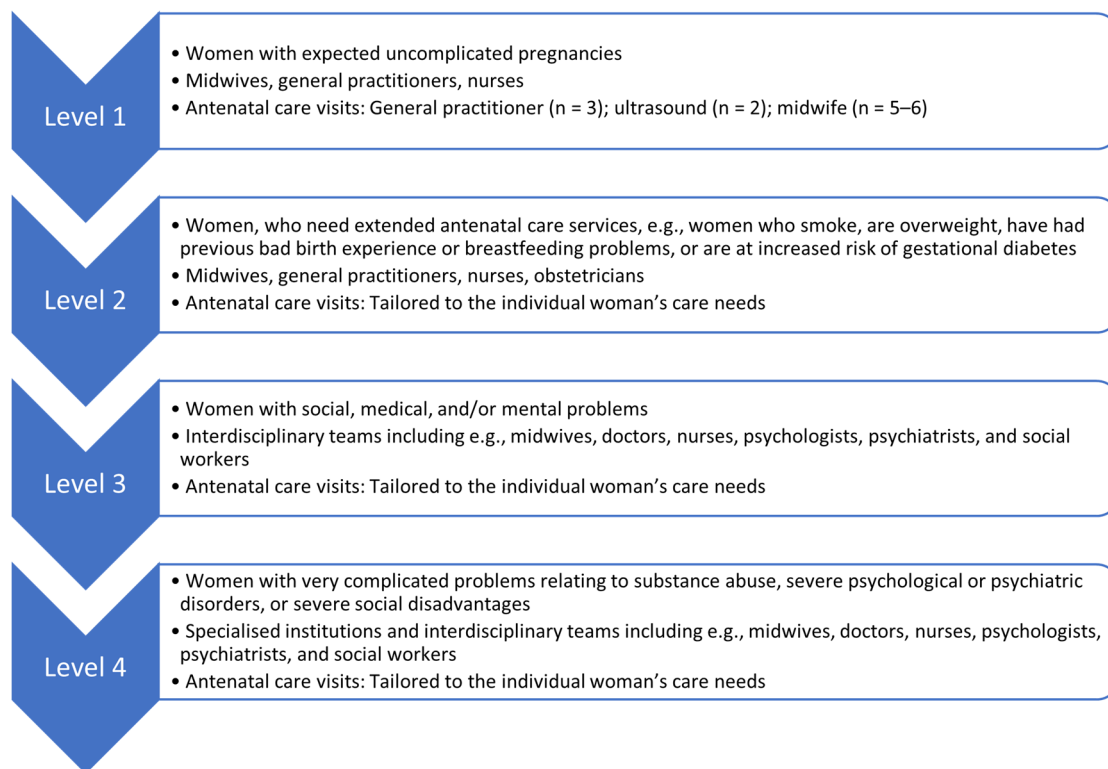 Level 1
• Women with expected uncomplicated pregnancies
• Midwives, general practitioners, nurses
• Antenatal care visits: General practitioner (n = 3); ultrasound (n = 2); midwife (n = 5–6)
Level 2
• Women, who need extended antenatal care services, e.g., women who smoke, are overweight, have had
previous bad birth experience or breastfeeding problems, or are at increased risk of gestational diabetes
• Midwives, general practitioners, nurses, obstetricians
• Antenatal care visits: Tailored to the individual woman’s care needs
Level 3
• Women with social, medical, and/or mental problems
• Interdisciplinary teams including e.g., midwives, doctors, nurses, psychologists, psychiatrists, and social
workers
• Antenatal care visits: Tailored to the individual woman’s care needs
Level 4
• Women with very complicated problems relating to substance abuse, severe psychological or psychiatric
disorders, or severe social disadvantages
• Specialised institutions and interdisciplinary teams including e.g., midwives, doctors, nurses, psychologists,
psychiatrists, and social workers
• Antenatal care visits: Tailored to the individual woman’s care needs